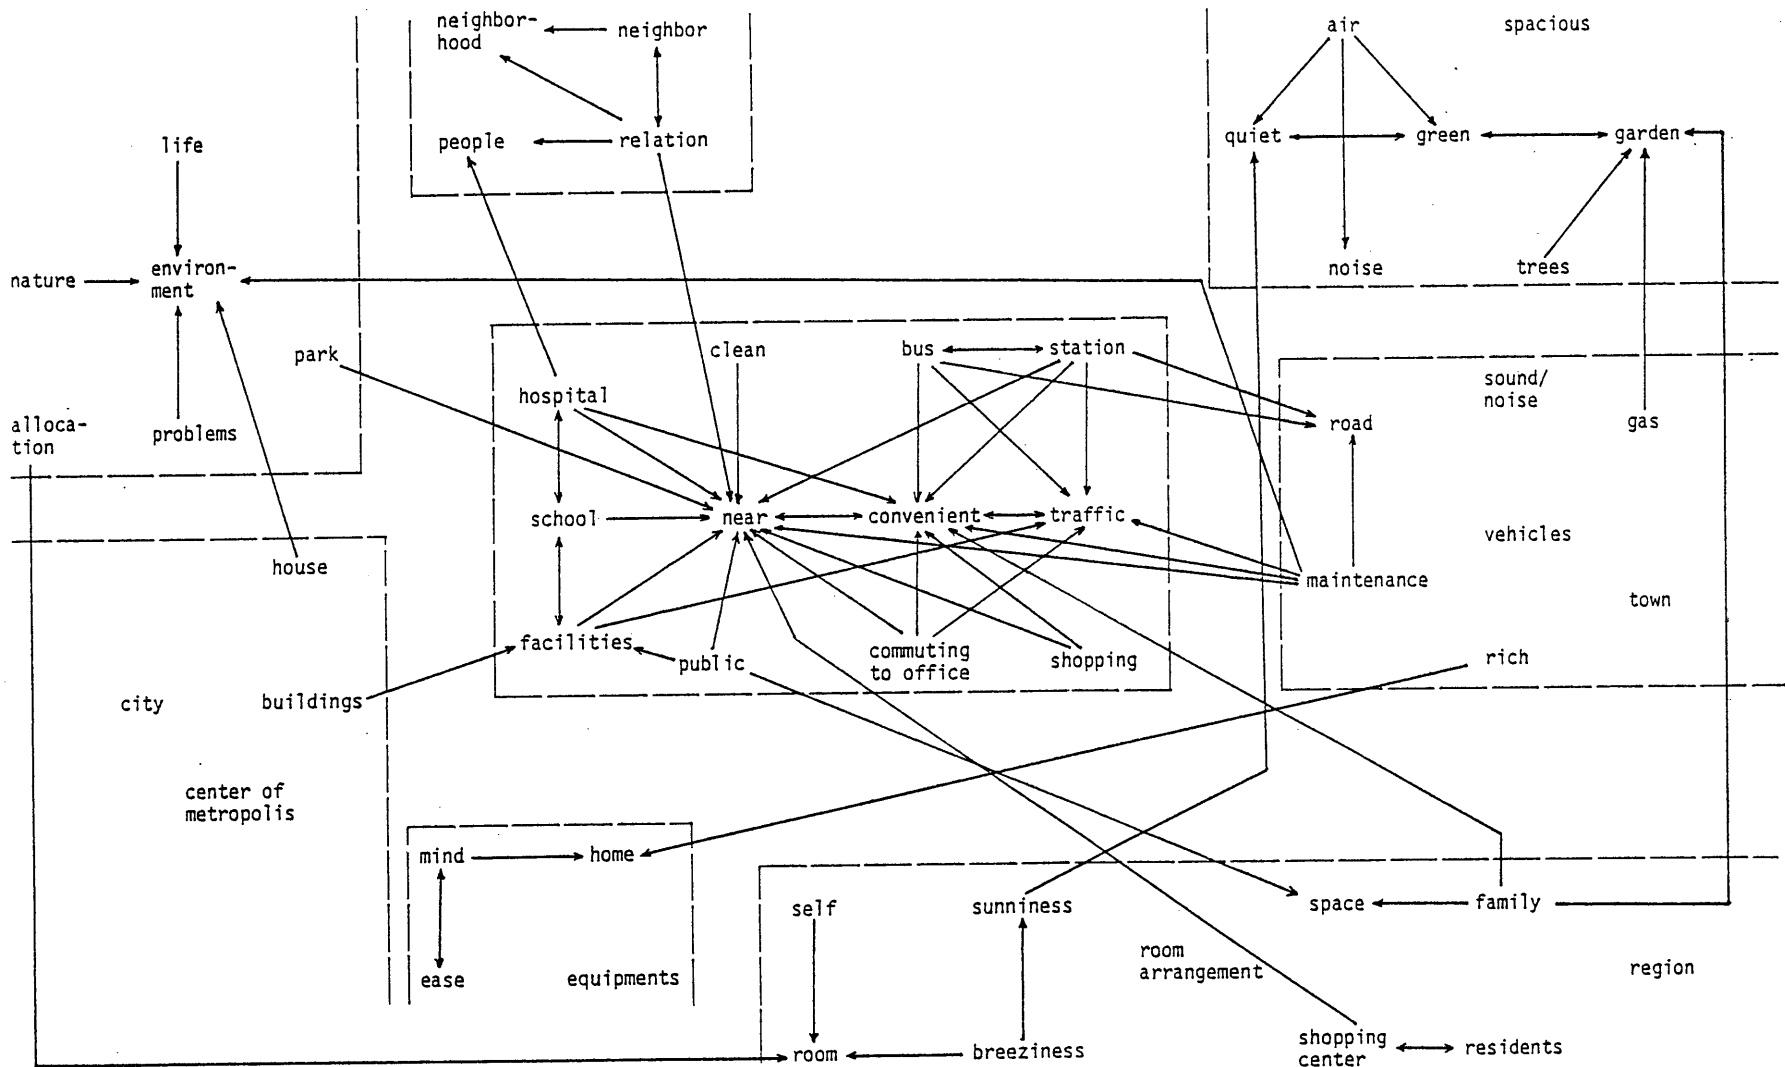 neighbor-
hood
neighbor
air
spacious
life
people
relation
quiet
green
garden
nature
environ-
ment
noise
trees
park
clean
bus
station
sound/
noise
hospital
alloca-
tion
problems
road
gas
school
near
convenient
traffic
vehicles
house
maintenance
town
facilities
public
commuting
to office
shopping
rich
city
buildings
center of
metropolis
mind
home
self
sunniness
space
family
room
arrangement
region
ease
equipments
room
breeziness
shopping
center
residents